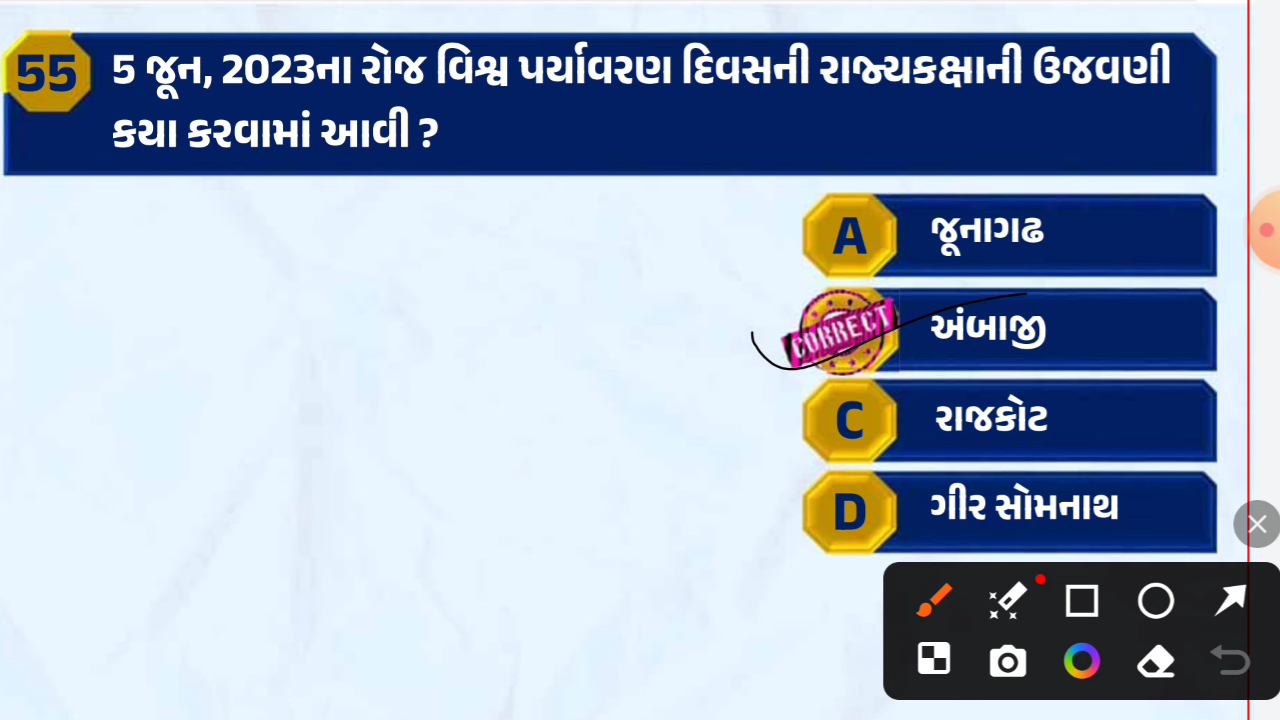 55
5 જૂન, 2023ના રોજ વિશ્વ પર્યાવરણ દિવસની રાજ્યકક્ષાની ઉજવણી
કયા કરવામાં આવી ?
A જૂનાગઢ
CORRECT અંબાજી
C રાજકોટ
D ગીર સોમનાથ